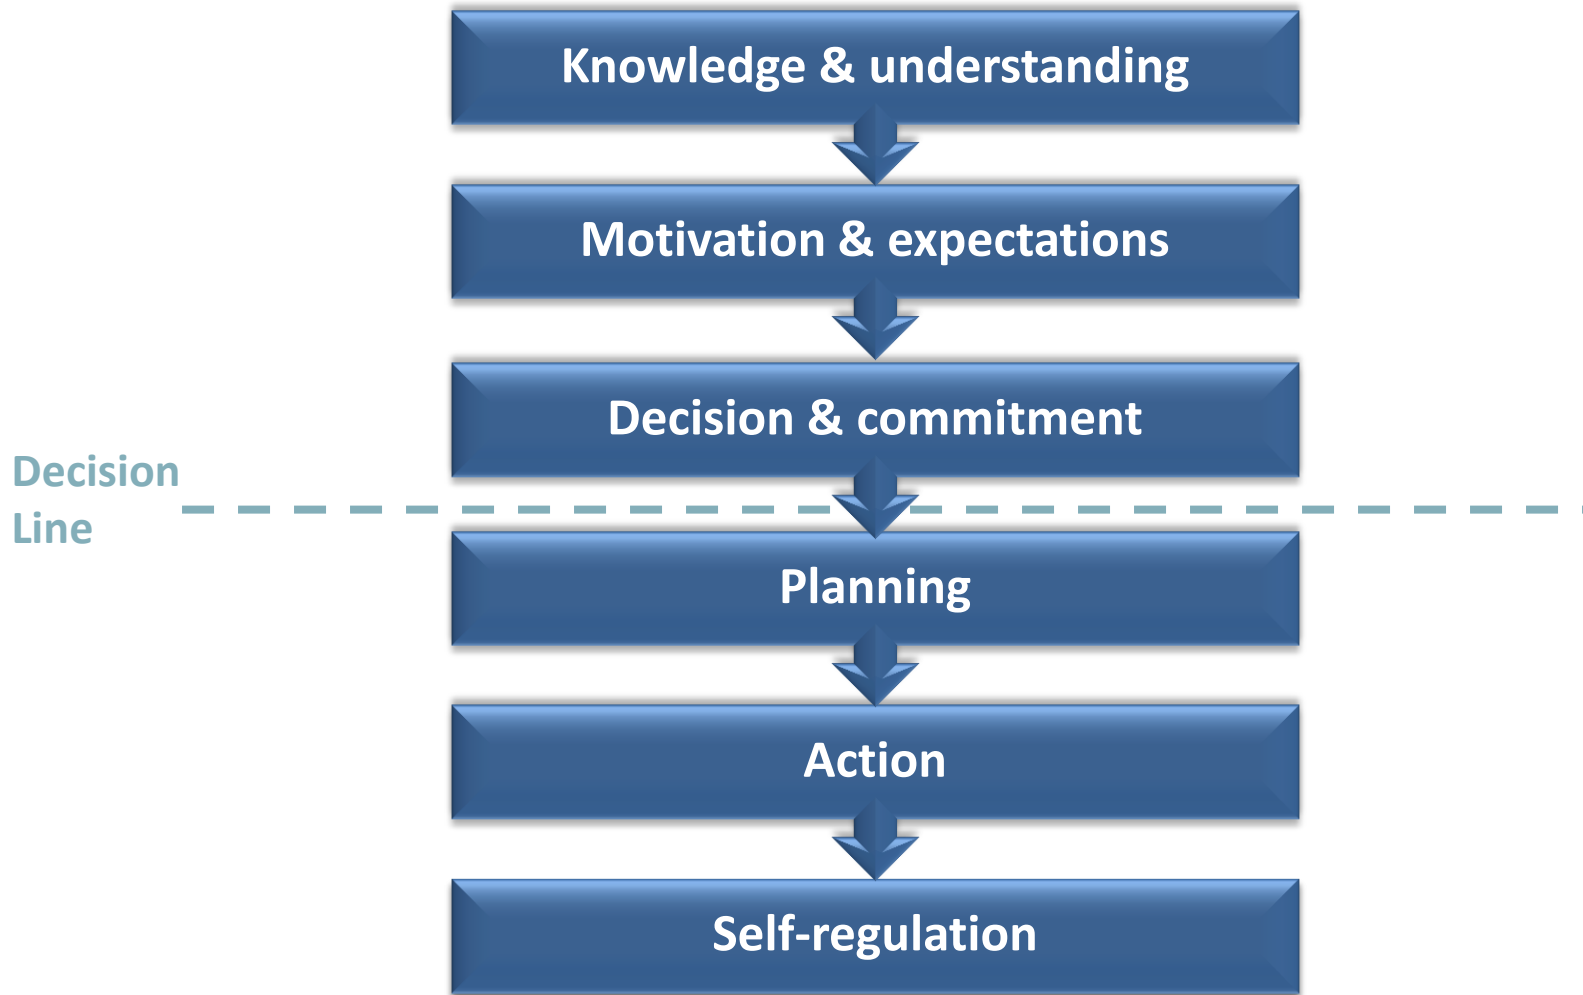 Knowledge & understanding
Motivation & expectations
Decision & commitment
Decision
Line
Planning
Action
Self-regulation